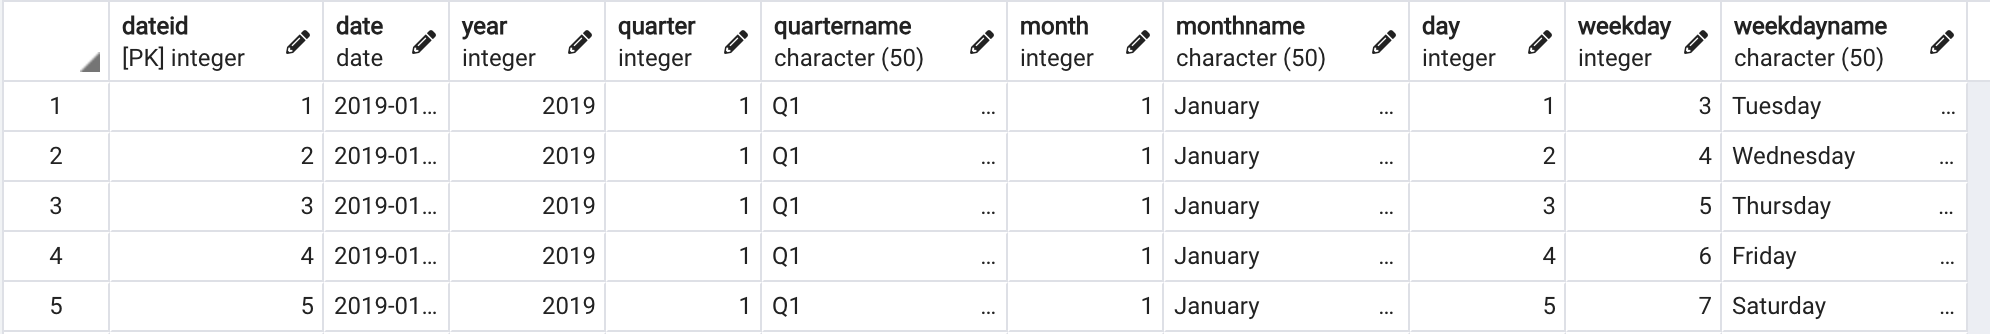 dateid date year quarter quartername month monthname day weekday weekdayname
[PK] integer date integer integer character (50) integer character (50) integer integer character (50)
1 1 2019-01... 2019 1 Q1 ... 1 January ... 1 3 Tuesday ...
2 2 2019-01... 2019 1 Q1 ... 1 January ... 2 4 Wednesday ...
3 3 2019-01... 2019 1 Q1 ... 1 January ... 3 5 Thursday ...
4 4 2019-01... 2019 1 Q1 ... 1 January ... 4 6 Friday ...
5 5 2019-01... 2019 1 Q1 ... 1 January ... 5 7 Saturday ...